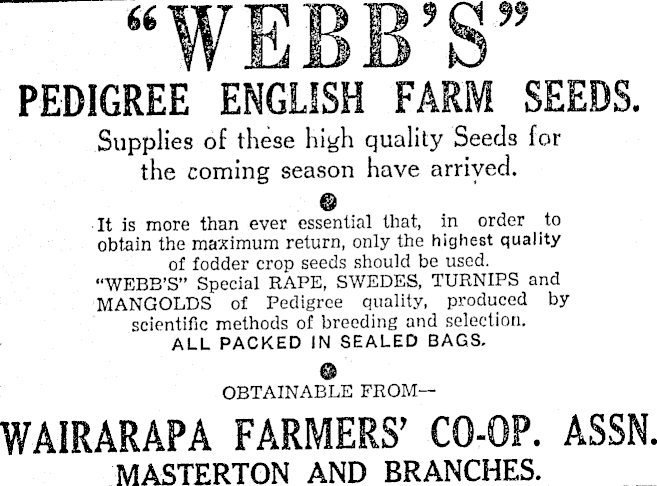 "WEBB'S"
PEDIGREE ENGLISH FARM SEEDS.
Supplies of these high quality Seeds for
the coming season have arrived.
It is more than ever essential that, in order to
obtain the maximum return, only the highest quality
of fodder crop seeds should be used.
"WEBB'S" Special RAPE, SWEDES, TURNIPS and
MANGOLDS of Pedigree quality, produced by
scientific methods of breeding and selection.
ALL PACKED IN SEALED BAGS.
OBTAINABLE FROM—
WAIRARAPA FARMERS' CO-OP. ASSN.
MASTERTON AND BRANCHES.